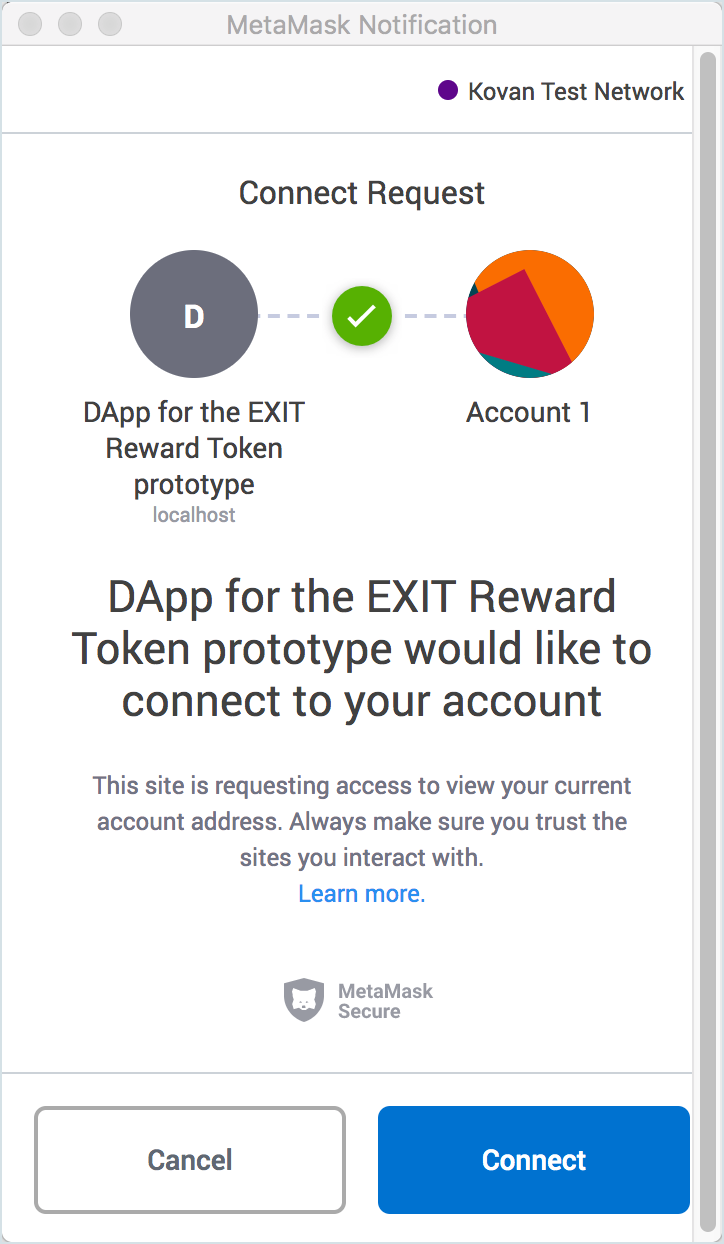 MetaMask Notification
Kovan Test Network
Connect Request
D
DApp for the EXIT
Reward Token
prototype
localhost
Account 1
DApp for the EXIT Reward
Token prototype would like to
connect to your account
This site is requesting access to view your current
account address. Always make sure you trust the
sites you interact with.
Learn more.
MetaMask
Secure
Cancel
Connect